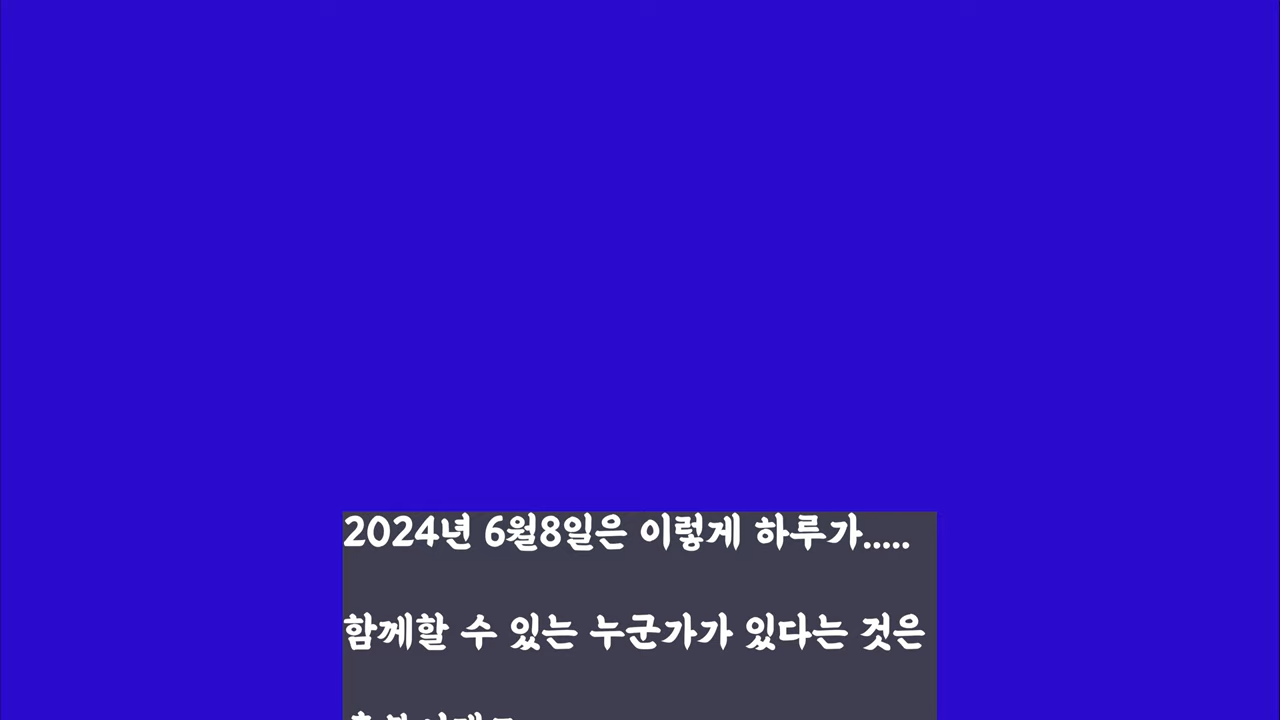 2024년 6월8일은 이렇게 하루가.....
함께할 수 있는 누군가가 있다는 것은